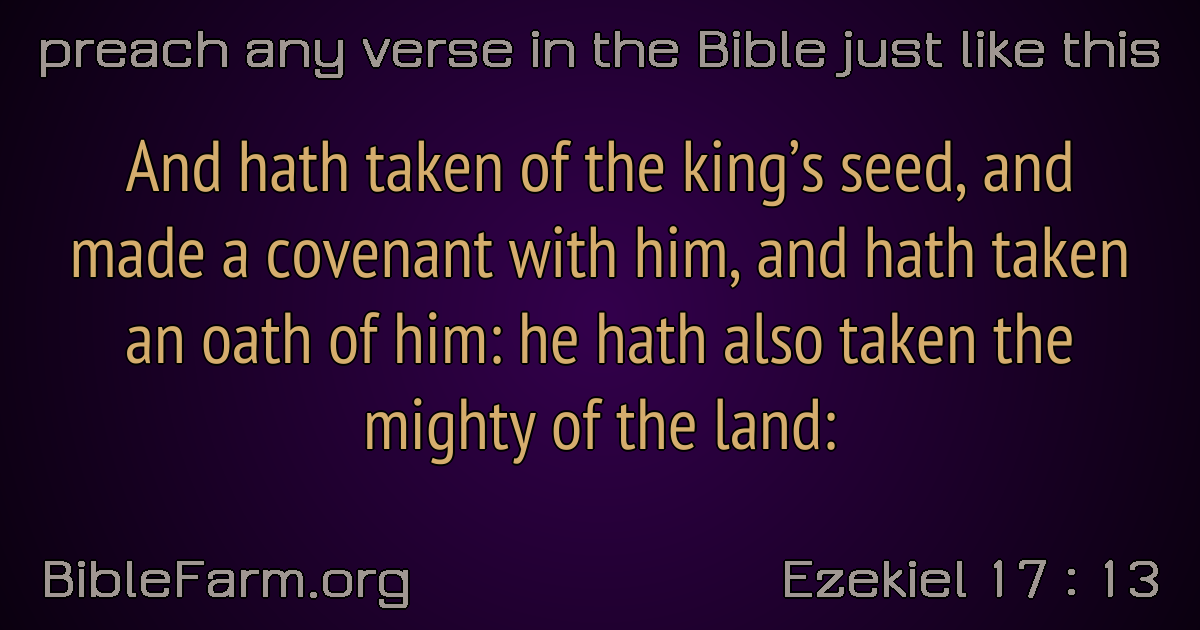 preach any verse in the Bible just like this
And hath taken of the king’s seed, and
made a covenant with him, and hath taken
an oath of him: he hath also taken the
mighty of the land:
BibleFarm.org
Ezekiel 17 : 13